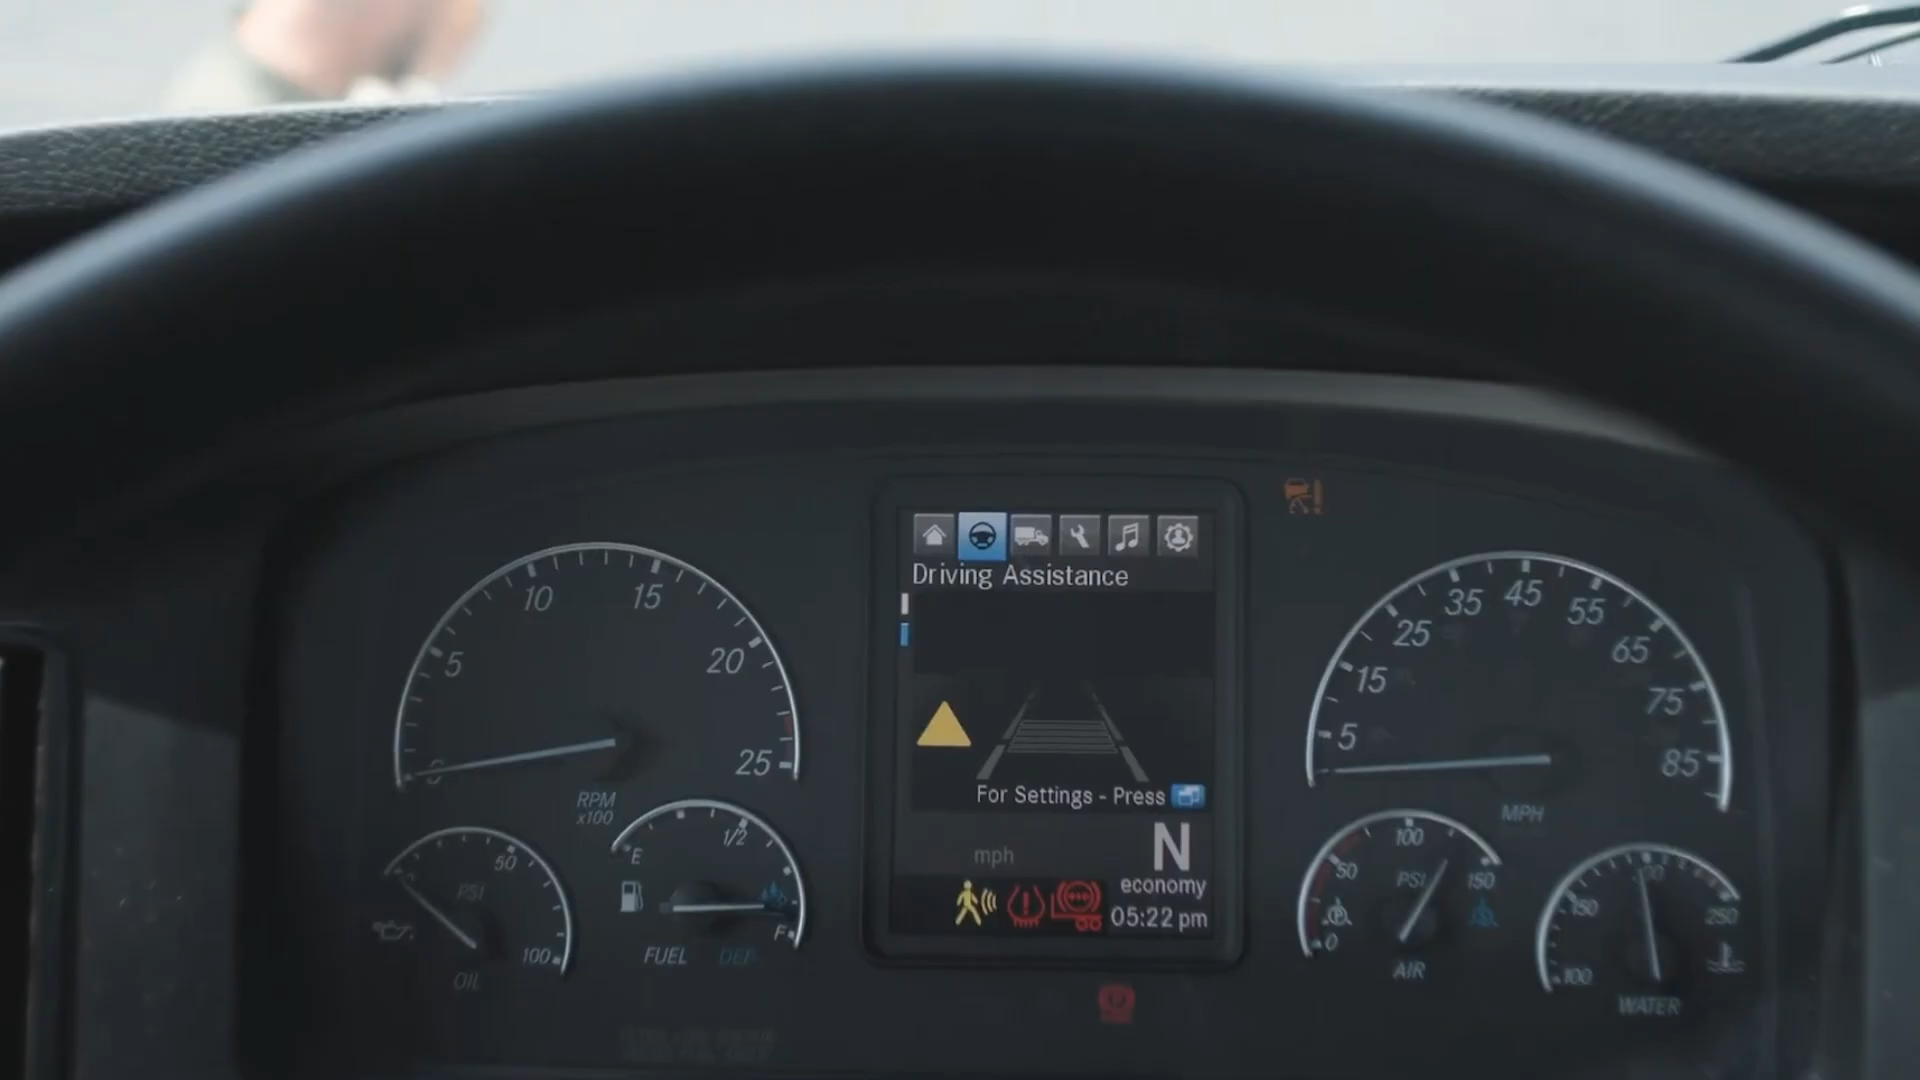 Driving Assistance
For Settings - Press
mph
N
economy
05:22 pm
0
5
10
15
20
25
RPM
x100
50
PSI
100
OIL
E
1/2
F
FUEL
DEF
5
15
25
35
45
55
65
75
85
MPH
0
50
100
150
PSI
P
AIR
100
150
250
WATER